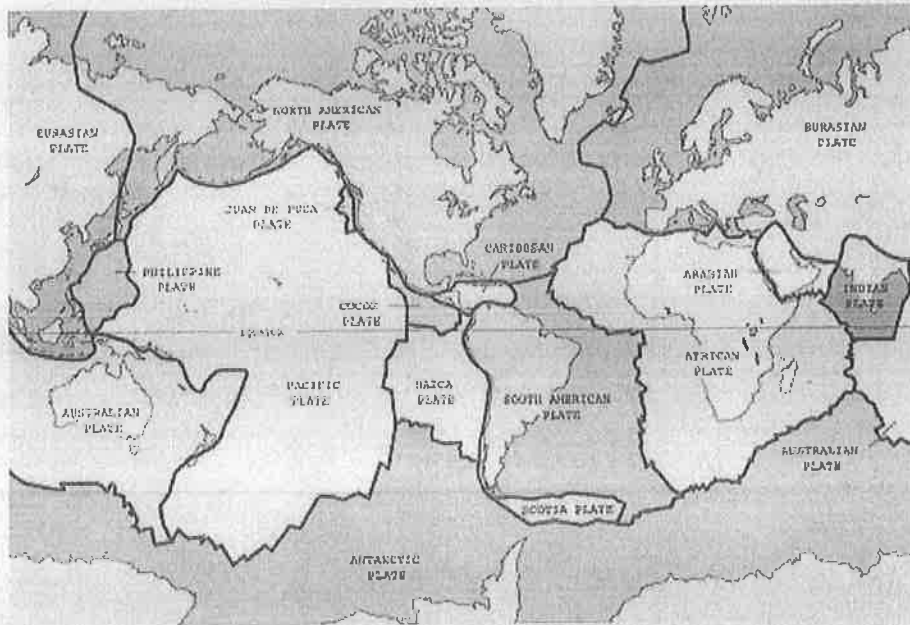 NORTH AMERICAN
PLATE
EURASIAN
PLATE
EURASIAN
PLATE
JUAN DE FUCA
PLATE
CARIBBEAN
PLATE
PHILIPPINE
PLATE
ARABIAN
PLATE
INDIAN
PLATE
COCOS
PLATE
EQUATOR
AFRICAN
PLATE
PACIFIC
PLATE
NAZCA
PLATE
SOUTH AMERICAN
PLATE
AUSTRALIAN
PLATE
AUSTRALIAN
PLATE
SCOTIA PLATE
ANTARCTIC
PLATE